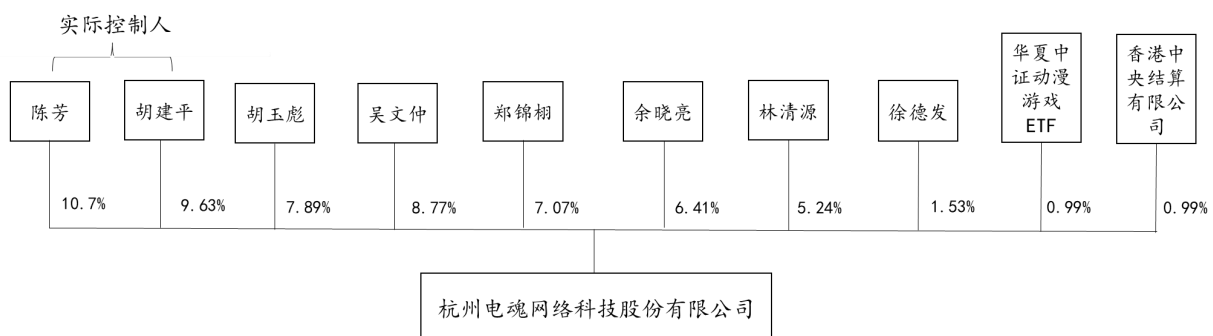 实际控制人
陈芳
胡建平
胡玉彪
吴文仲
郑锦栩
余晓亮
林清源
徐德发
华夏中
证动漫
游戏
ETF
香港中
央结算
有限公
司
10.7%
9.63%
7.89%
8.77%
7.07%
6.41%
5.24%
1.53%
0.99%
0.99%
杭州电魂网络科技股份有限公司